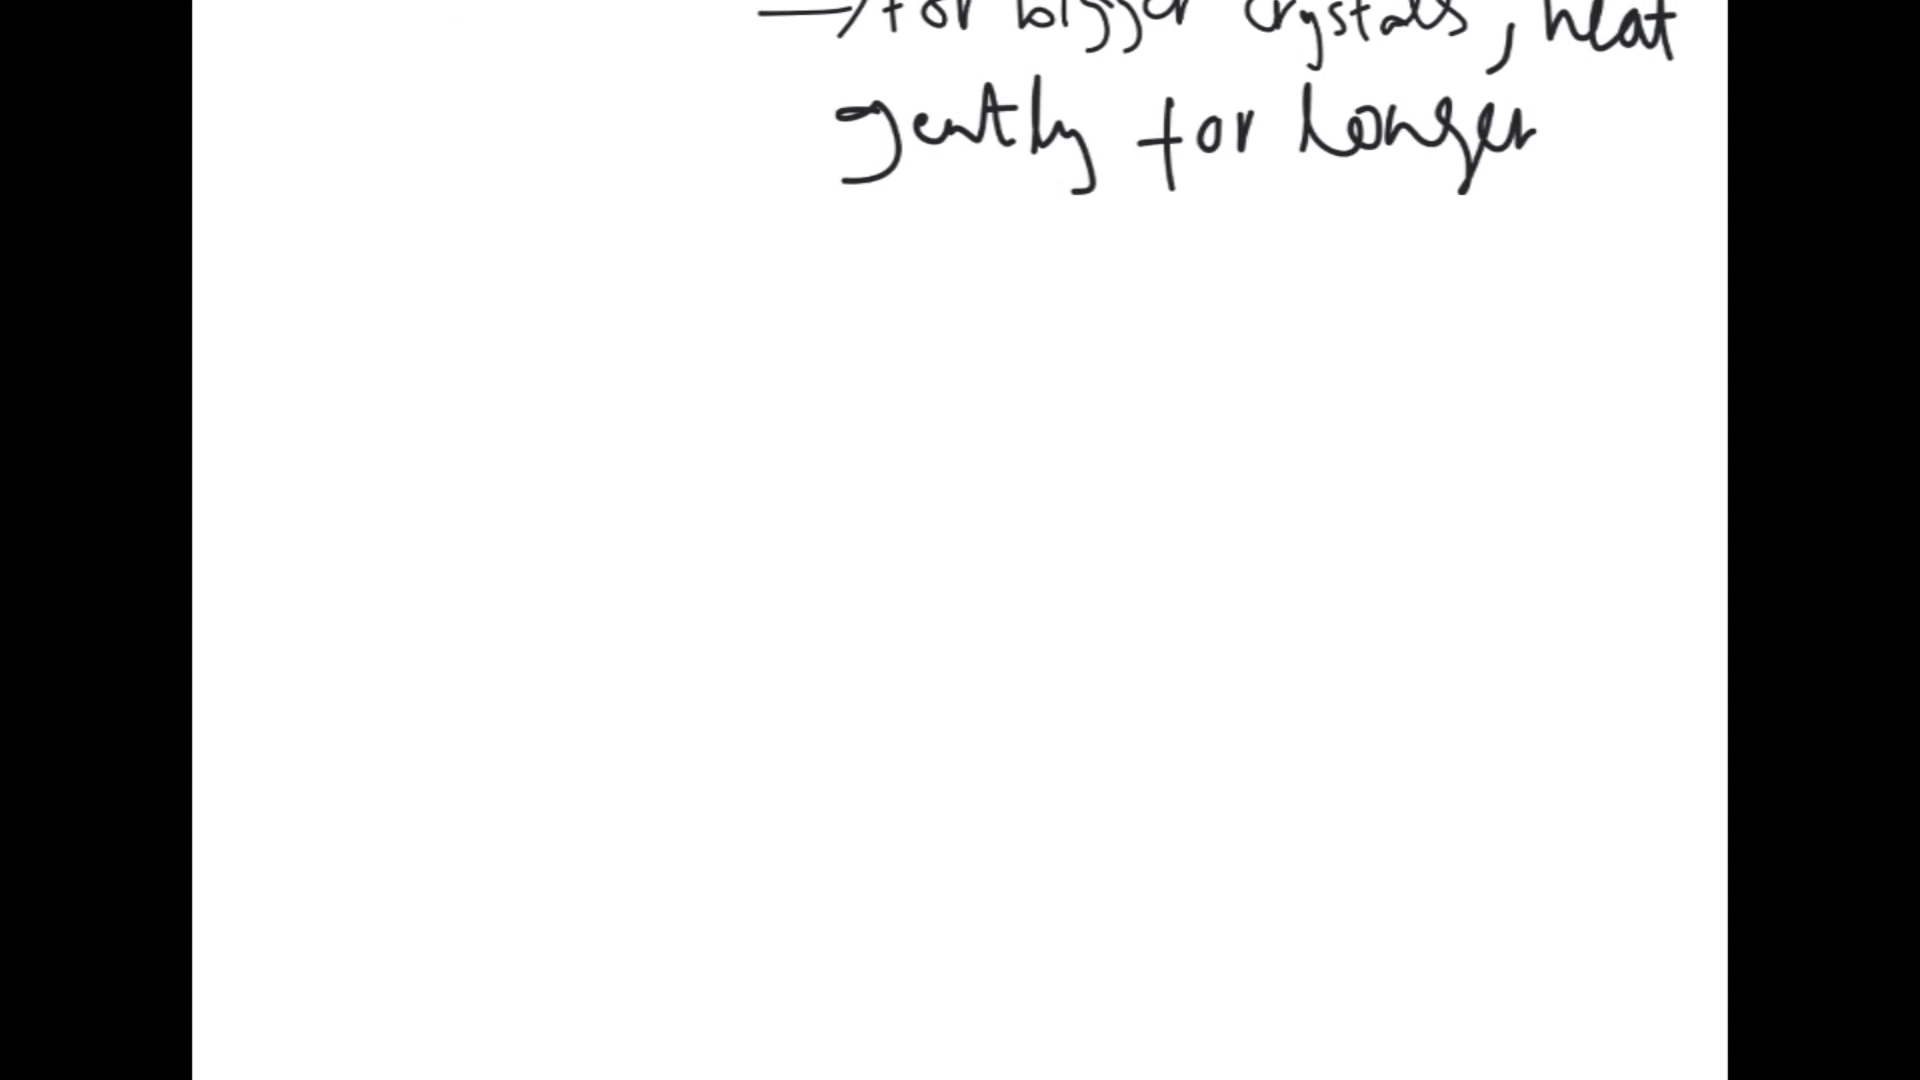 → for bigger crystals, heat
gently for longer